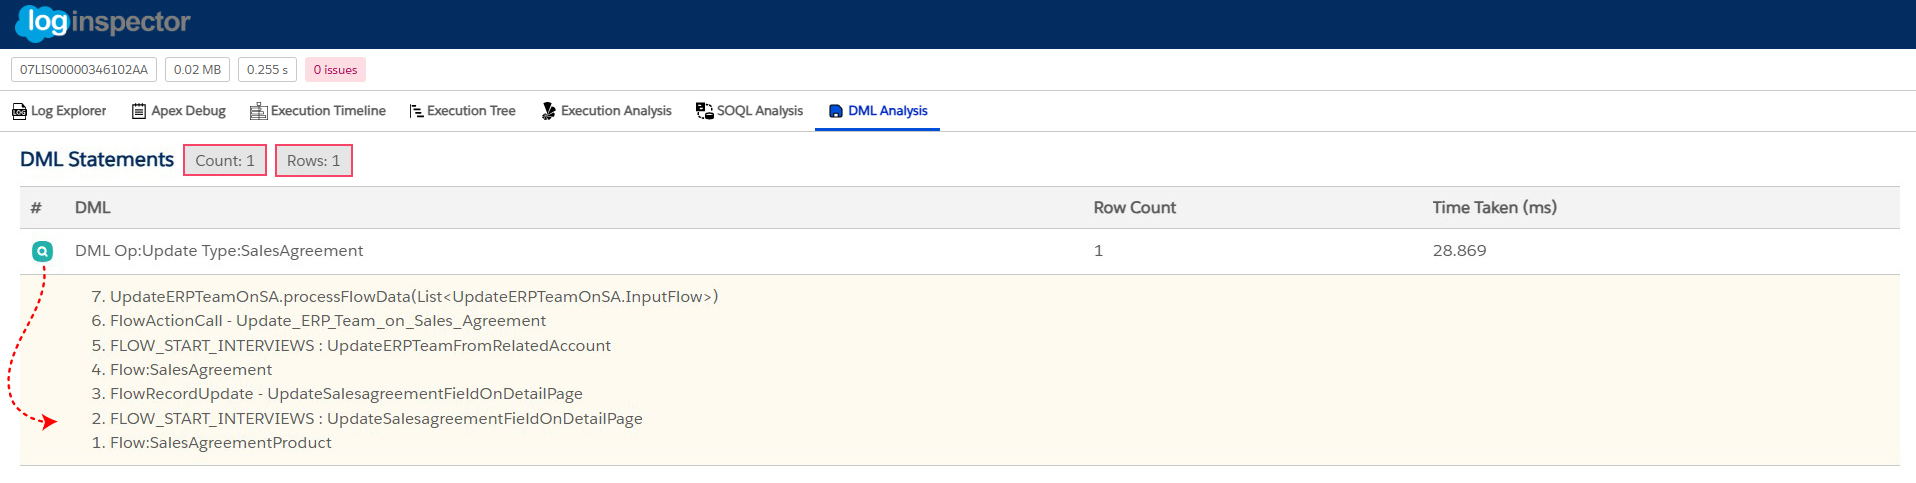 loginspector
07LIS00000346102AA 0.02 MB 0.255 s 0 issues
LOG Log Explorer Apex Debug Execution Timeline Execution Tree Execution Analysis SOQL Analysis DML Analysis
DML Statements Count: 1 Rows: 1
# DML Row Count Time Taken (ms)
DML Op:Update Type:SalesAgreement 1 28.869
7. UpdateERPTeamOnSA.processFlowData(List<UpdateERPTeamOnSA.InputFlow>)
6. FlowActionCall - Update_ERP_Team_on_Sales_Agreement
5. FLOW_START_INTERVIEWS : UpdateERPTeamFromRelatedAccount
4. Flow:SalesAgreement
3. FlowRecordUpdate - UpdateSalesagreementFieldOnDetailPage
2. FLOW_START_INTERVIEWS : UpdateSalesagreementFieldOnDetailPage
1. Flow:SalesAgreementProduct